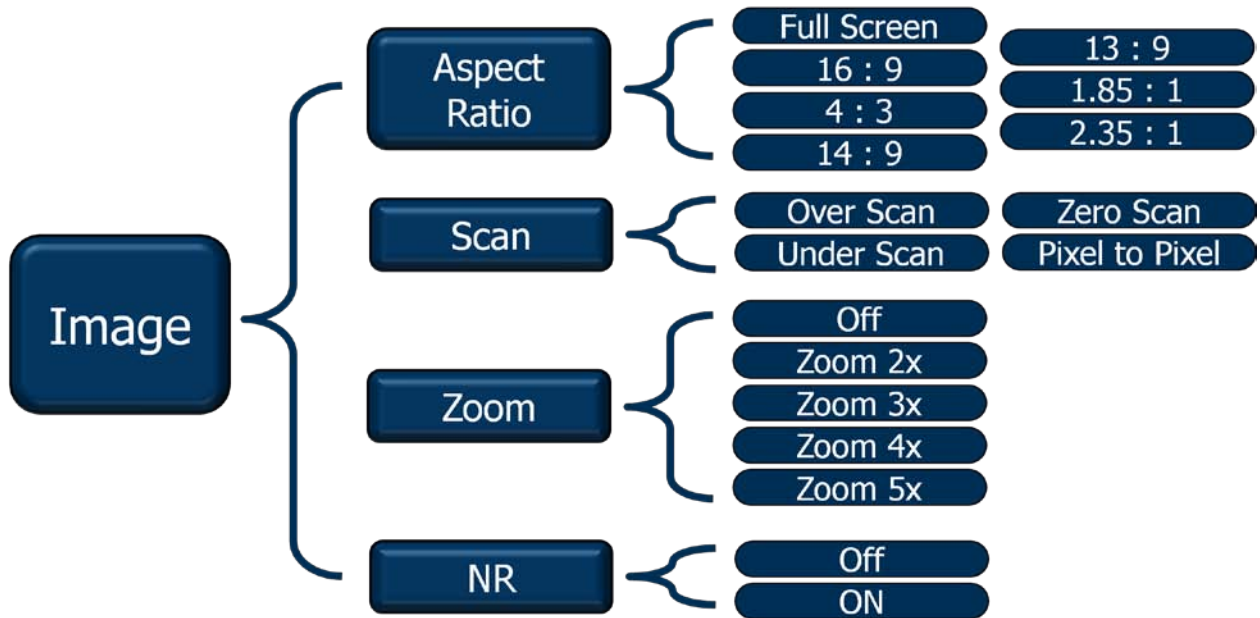 Image
Aspect
Ratio
Full Screen
16 : 9
4 : 3
14 : 9
13 : 9
1.85 : 1
2.35 : 1
Scan
Over Scan
Under Scan
Zero Scan
Pixel to Pixel
Zoom
Off
Zoom 2x
Zoom 3x
Zoom 4x
Zoom 5x
NR
Off
ON